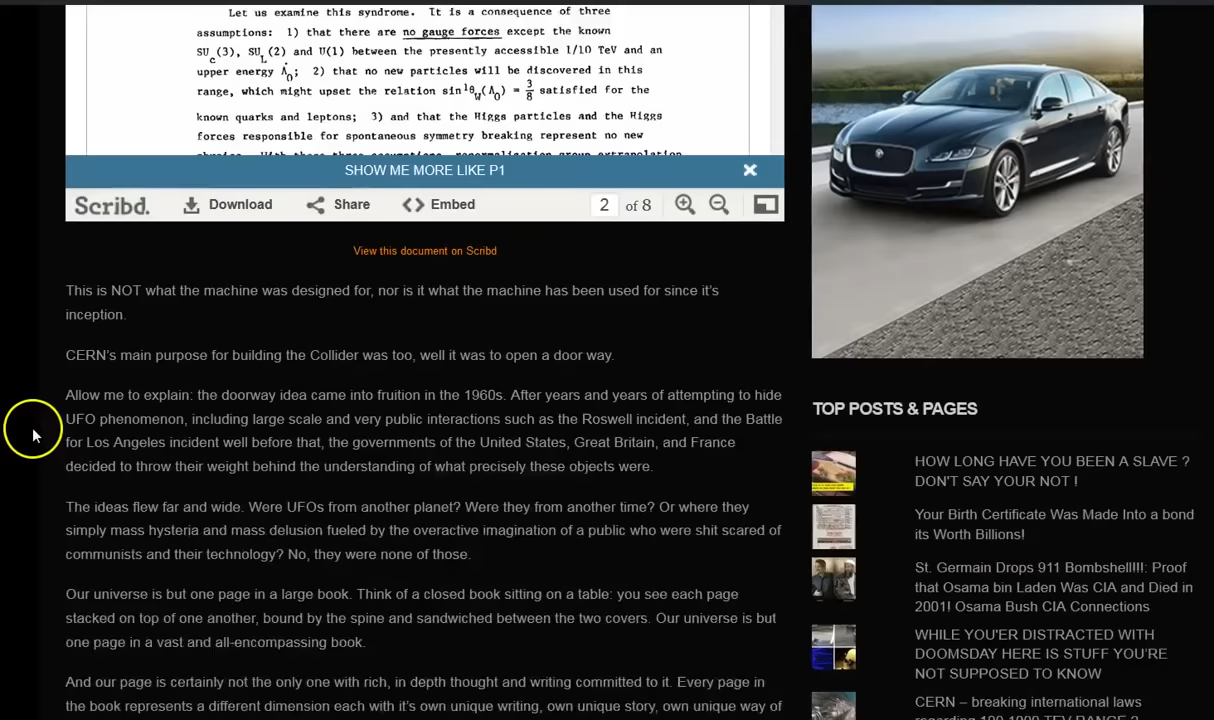 Let us examine this syndrome. It is a consequence of three
assumptions: 1) that there are no gauge forces except the known
SUc(3), SUL(2) and U(1) between the presently accessible 1/10 TeV and an
upper energy Λ0; 2) that no new particles will be discovered in this
range, which might upset the relation sin¹θW(Λ0) = 3/8 satisfied for the
known quarks and leptons; 3) and that the Higgs particles and the Higgs
forces responsible for spontaneous symmetry breaking represent no new
SHOW ME MORE LIKE P1
Scribd. Download Share Embed 2 of 8
View this document on Scribd
This is NOT what the machine was designed for, nor is it what the machine has been used for since it's
inception.
CERN's main purpose for building the Collider was too, well it was to open a door way.
Allow me to explain: the doorway idea came into fruition in the 1960s. After years and years of attempting to hide
UFO phenomenon, including large scale and very public interactions such as the Roswell incident, and the Battle
for Los Angeles incident well before that, the governments of the United States, Great Britain, and France
decided to throw their weight behind the understanding of what precisely these objects were.
The ideas flew far and wide. Were UFOs from another planet? Were they from another time? Or where they
simply mass hysteria and mass delusion fueled by the overactive imagination of a public who were shit scared of
communists and their technology? No, they were none of those.
Our universe is but one page in a large book. Think of a closed book sitting on a table: you see each page
stacked on top of one another, bound by the spine and sandwiched between the two covers. Our universe is but
one page in a vast and all-encompassing book.
And our page is certainly not the only one with rich, in depth thought and writing committed to it. Every page in
the book represents a different dimension each with it's own unique writing, own unique story, own unique way of
TOP POSTS & PAGES
HOW LONG HAVE YOU BEEN A SLAVE ?
DON'T SAY YOUR NOT !
Your Birth Certificate Was Made Into a bond
its Worth Billions!
St. Germain Drops 911 Bombshell!!!: Proof
that Osama bin Laden Was CIA and Died in
2001! Osama Bush CIA Connections
WHILE YOU'ER DISTRACTED WITH
DOOMSDAY HERE IS STUFF YOU'RE
NOT SUPPOSED TO KNOW
CERN – breaking international laws